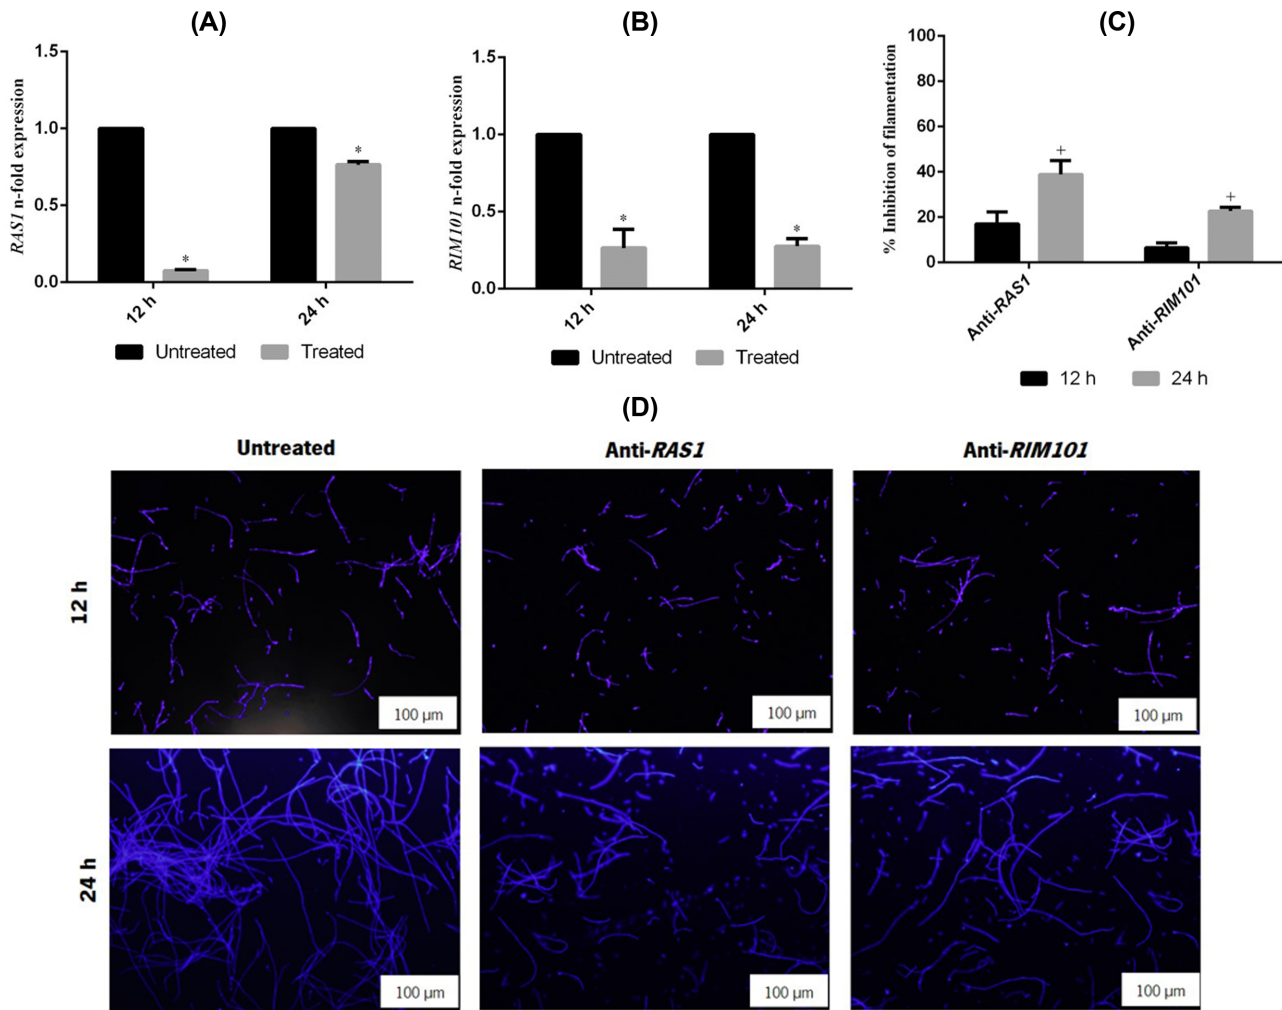 (A)
1.5
1.0
0.5
0.0
RAS1 n-fold expression
*
*
12 h
24 h
Untreated
Treated
(B)
1.5
1.0
0.5
0.0
RIM101 n-fold expression
*
*
12 h
24 h
Untreated
Treated
(C)
100
80
60
40
20
0
% Inhibition of filamentation
+
+
Anti-RAS1
Anti-RIM101
12 h
24 h
(D)
Untreated
Anti-RAS1
Anti-RIM101
12 h
100 µm
100 µm
100 µm
24 h
100 µm
100 µm
100 µm